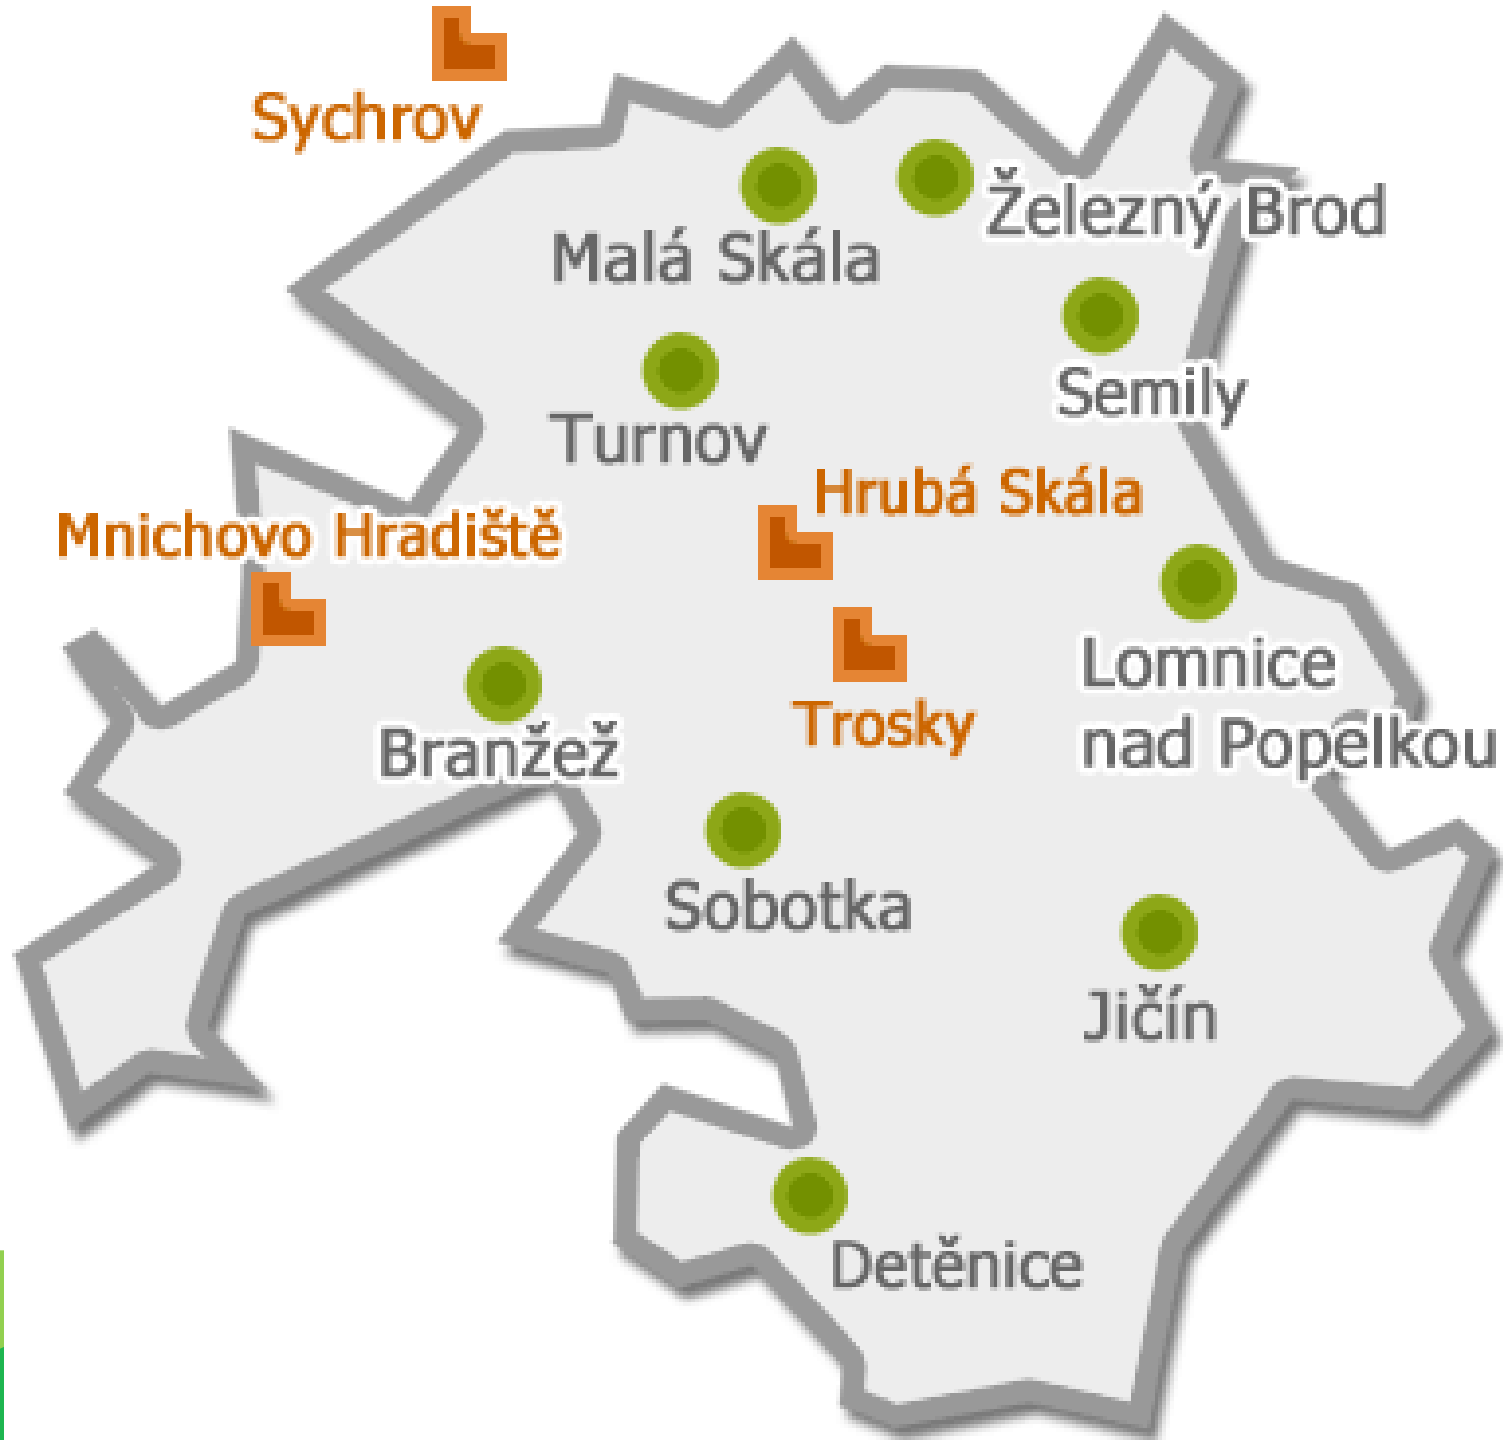 Sychrov
Železný Brod
Malá Skála
Semily
Turnov
Hrubá Skála
Mnichovo Hradiště
Lomnice
nad Popelkou
Trosky
Branžež
Sobotka
Jičín
Detěnice